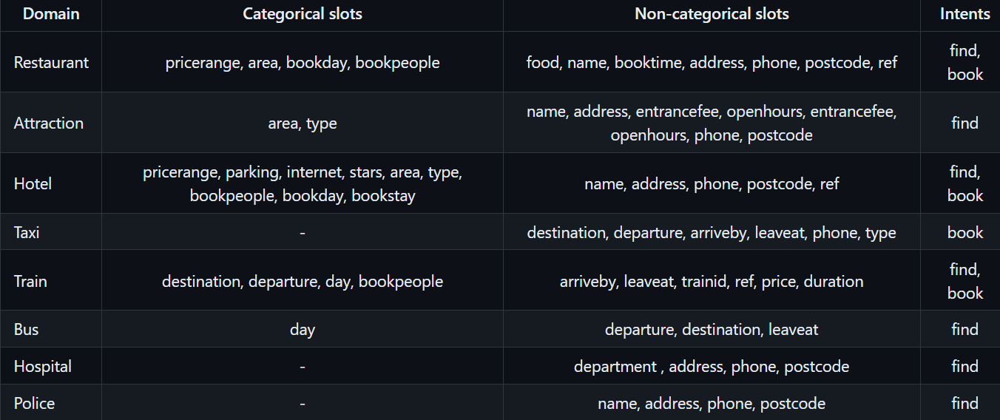 Domain Categorical slots Non-categorical slots Intents
Restaurant pricerange, area, bookday, bookpeople food, name, booktime, address, phone, postcode, ref find,
book
Attraction area, type name, address, entrancefee, openhours, entrancefee,
openhours, phone, postcode find
Hotel pricerange, parking, internet, stars, area, type,
bookpeople, bookday, bookstay name, address, phone, postcode, ref find,
book
Taxi - destination, departure, arriveby, leaveat, phone, type book
Train destination, departure, day, bookpeople arriveby, leaveat, trainid, ref, price, duration find,
book
Bus day departure, destination, leaveat find
Hospital - department , address, phone, postcode find
Police - name, address, phone, postcode find